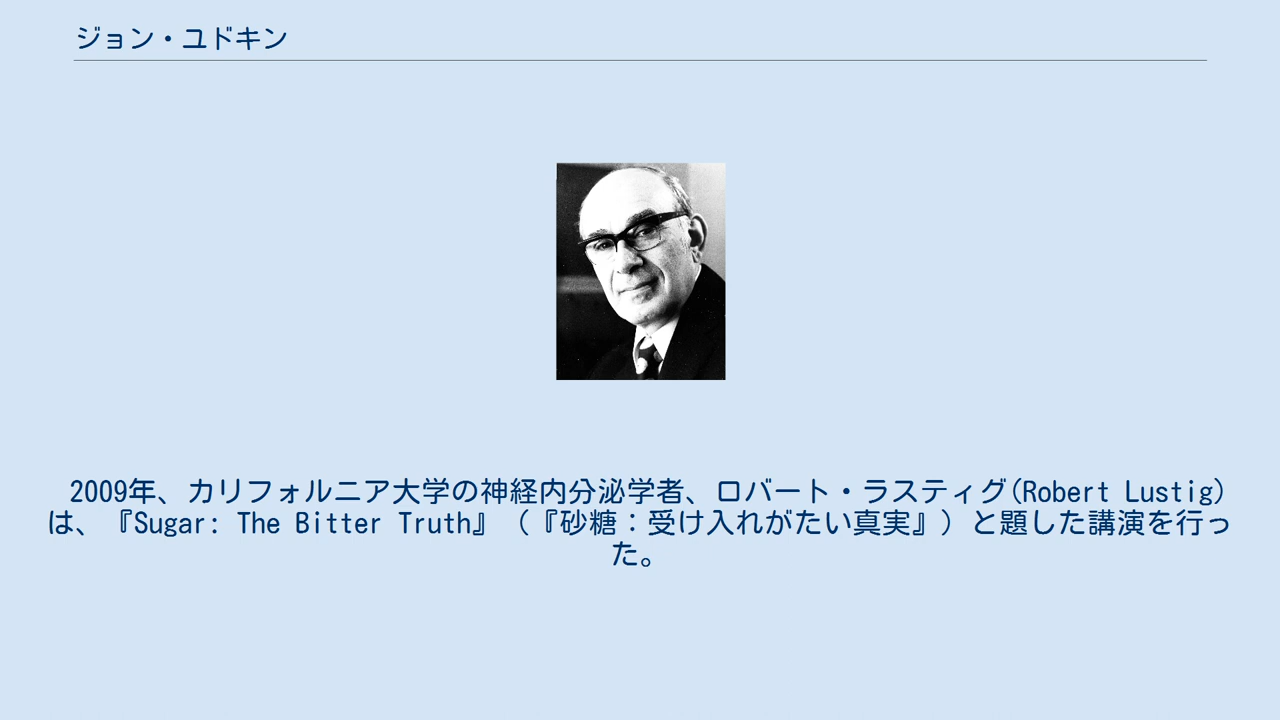 ジョン・ユドキン
2009年、カリフォルニア大学の神経内分泌学者、ロバート・ラスティグ(Robert Lustig)
は、『Sugar: The Bitter Truth』（『砂糖：受け入れがたい真実』）と題した講演を行っ
た。